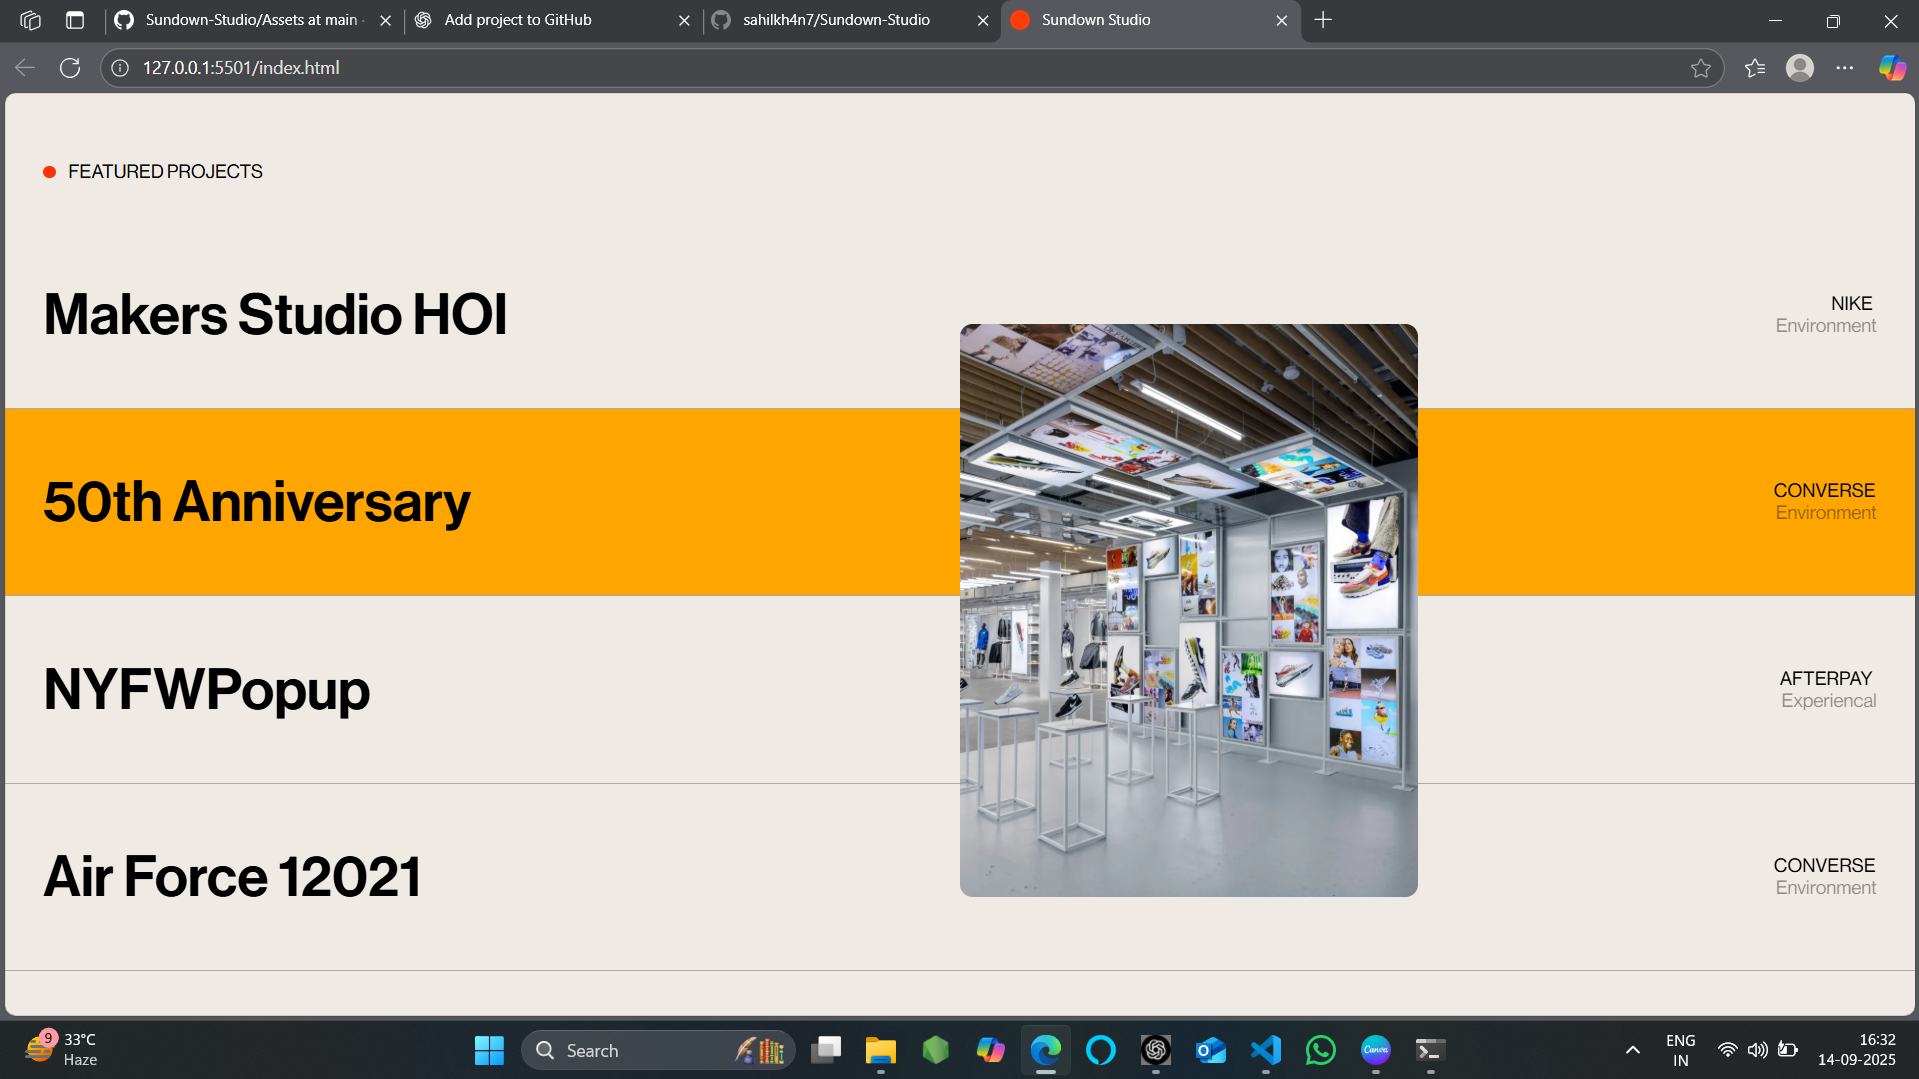 Sundown-Studio/Assets at main
Add project to GitHub
sahilkh4n7/Sundown-Studio
Sundown Studio
127.0.0.1:5501/index.html
FEATURED PROJECTS
Makers Studio HOI
NIKE
Environment
50th Anniversary
CONVERSE
Environment
NYFWPopup
AFTERPAY
Experiencal
Air Force 12021
CONVERSE
Environment
9
33°C
Haze
Search
Canva
ENG
IN
16:32
14-09-2025